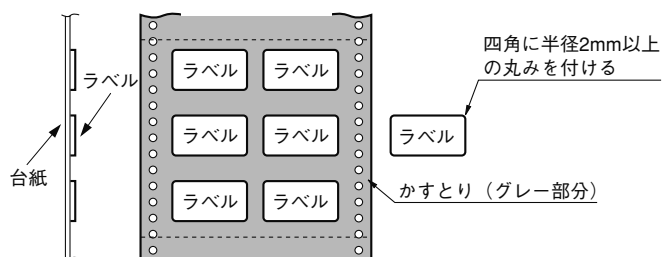 四角に半径2mm以上
の丸みを付ける
ラベル
ラベル
ラベル
ラベル
ラベル
ラベル
ラベル
ラベル
台紙
かすとり（グレー部分）